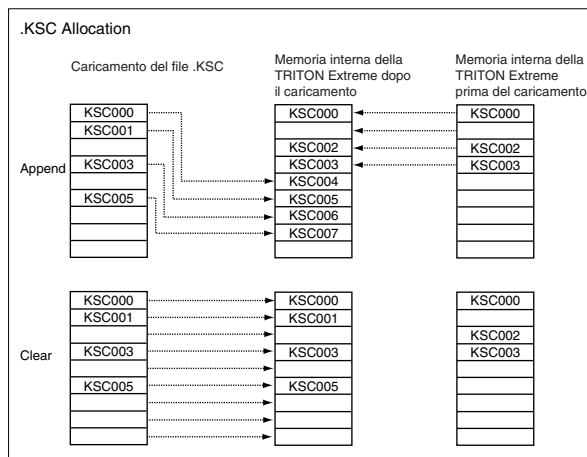 .KSC Allocation
Caricamento del file .KSC
Memoria interna della
TRITON Extreme dopo
il caricamento
Memoria interna della
TRITON Extreme
prima del caricamento
Append
KSC000
KSC001
KSC003
KSC005
KSC000
KSC002
KSC003
KSC004
KSC005
KSC006
KSC007
KSC000
KSC002
KSC003
Clear
KSC000
KSC001
KSC003
KSC005
KSC000
KSC001
KSC003
KSC005
KSC000
KSC002
KSC003